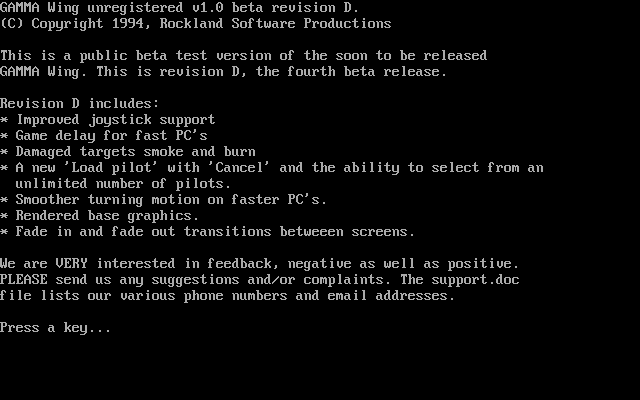 GAMMA Wing unregistered v1.0 beta revision D.
(C) Copyright 1994, Rockland Software Productions
This is a public beta test version of the soon to be released
GAMMA Wing. This is revision D, the fourth beta release.
Revision D includes:
* Improved joystick support
* Game delay for fast PC's
* Damaged targets smoke and burn
* A new 'Load pilot' with 'Cancel' and the ability to select from an
unlimited number of pilots.
* Smoother turning motion on faster PC's.
* Rendered base graphics.
* Fade in and fade out transitions betweeen screens.
We are VERY interested in feedback, negative as well as positive.
PLEASE send us any suggestions and/or complaints. The support.doc
file lists our various phone numbers and email addresses.
Press a key...